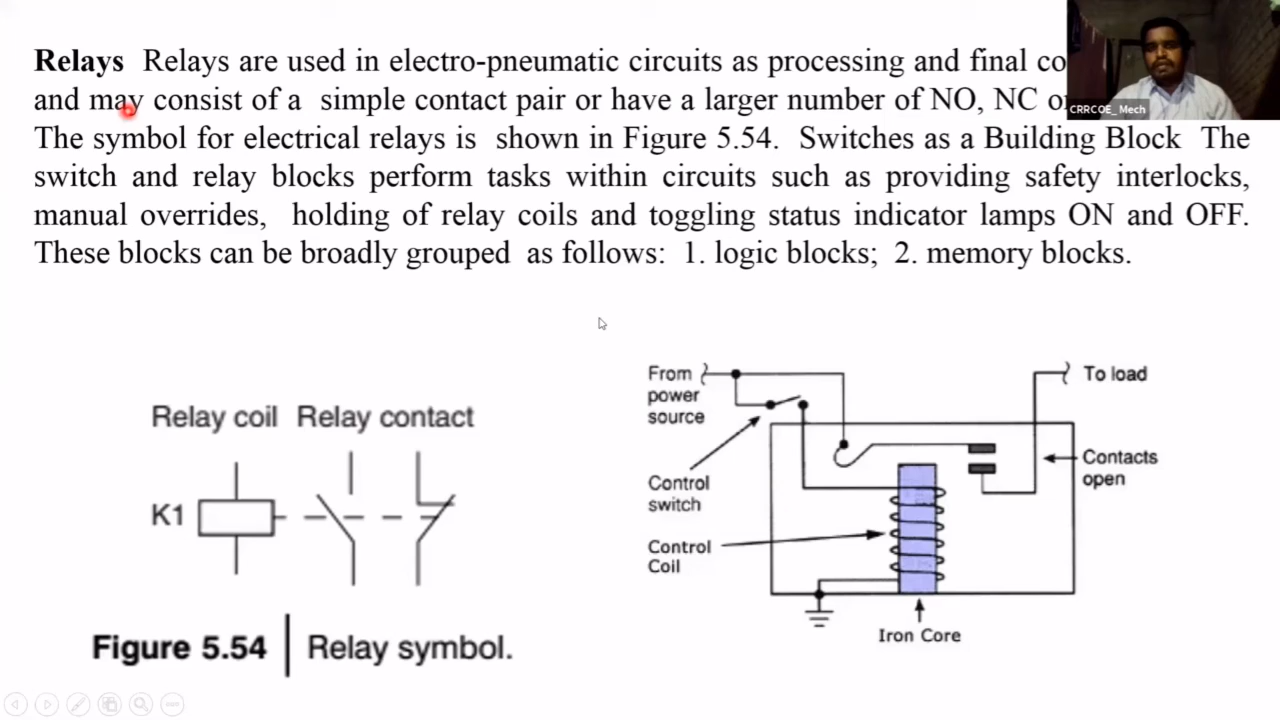 Relays Relays are used in electro-pneumatic circuits as processing and final
and may consist of a simple contact pair or have a larger number of NO, NC
The symbol for electrical relays is shown in Figure 5.54. Switches as a Building Block The
switch and relay blocks perform tasks within circuits such as providing safety interlocks,
manual overrides, holding of relay coils and toggling status indicator lamps ON and OFF.
These blocks can be broadly grouped as follows: 1. logic blocks; 2. memory blocks.
CRRCOE_ Mech
Relay coil Relay contact
K1
Figure 5.54 Relay symbol.
From
power
source
To load
Control
switch
Contacts
open
Control
Coil
Iron Core